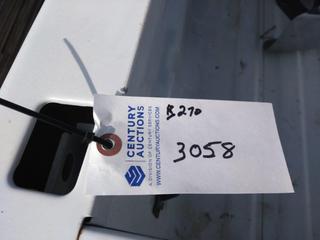 CENTURY
AUCTIONS
A DIVISION OF CENTURY SERVICES
WWW.CENTURYAUCTIONS.COM
B270
3058